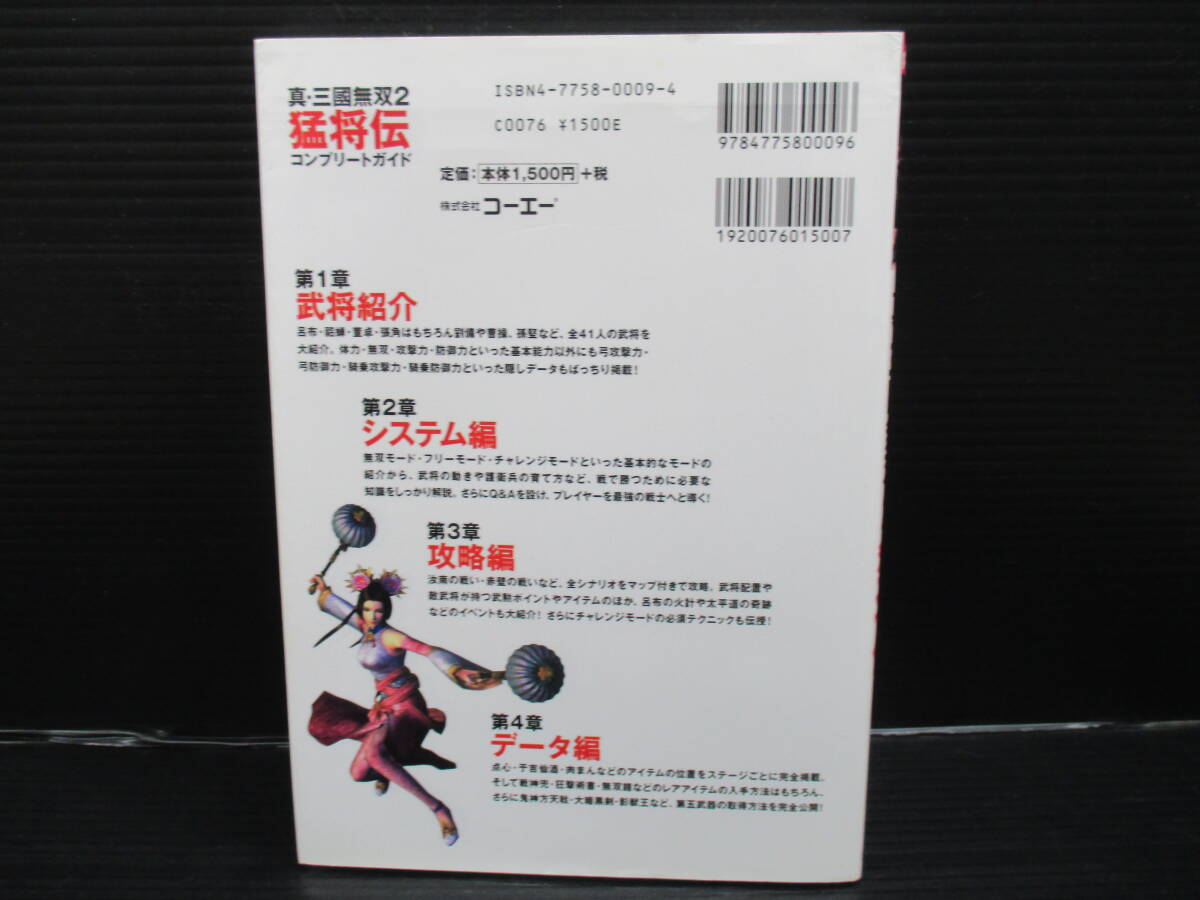 真・三國無双2
猛将伝
コンプリートガイド
ISBN4-7758-0009-4
C0076 ¥1500E
定価：本体1,500円＋税
株式会社 コーエー
9784775800096
1920076015007
第1章
武将紹介
呂布・貂蝉・董卓・張角はもちろん劉備や曹操、孫堅など、全41人の武将を
大紹介。体力・無双・攻撃力・防御力といった基本能力以外にも弓攻撃力・
弓防御力・騎乗攻撃力・騎乗防御力といった隠しデータもばっちり掲載！
第2章
システム編
無双モード・フリーモード・チャレンジモードといった基本的なモードの
紹介から、武将の動きや護衛兵の育て方など、戦で勝つために必要な
知識をしっかり解説。さらにQ&Aを設け、プレイヤーを最強の戦士へと導く！
第3章
攻略編
汝南の戦い・赤壁の戦いなど、全シナリオをマップ付きで攻略。武将配置や
敵武将が持つ武勲ポイントやアイテムのほか、呂布の火計や太平道の奇跡
などのイベントも大紹介！さらにチャレンジモードの必須テクニックも伝授！
第4章
データ編
点心・千吉仙酒・肉まんなどのアイテムの位置をステージごとに完全掲載。
そして戦神兜・狂撃術書・無双鎧などのレアアイテムの入手方法はもちろん、
さらに鬼神方天戟・大曦黒剣・影獣王など、第五武器の取得方法を完全公開！